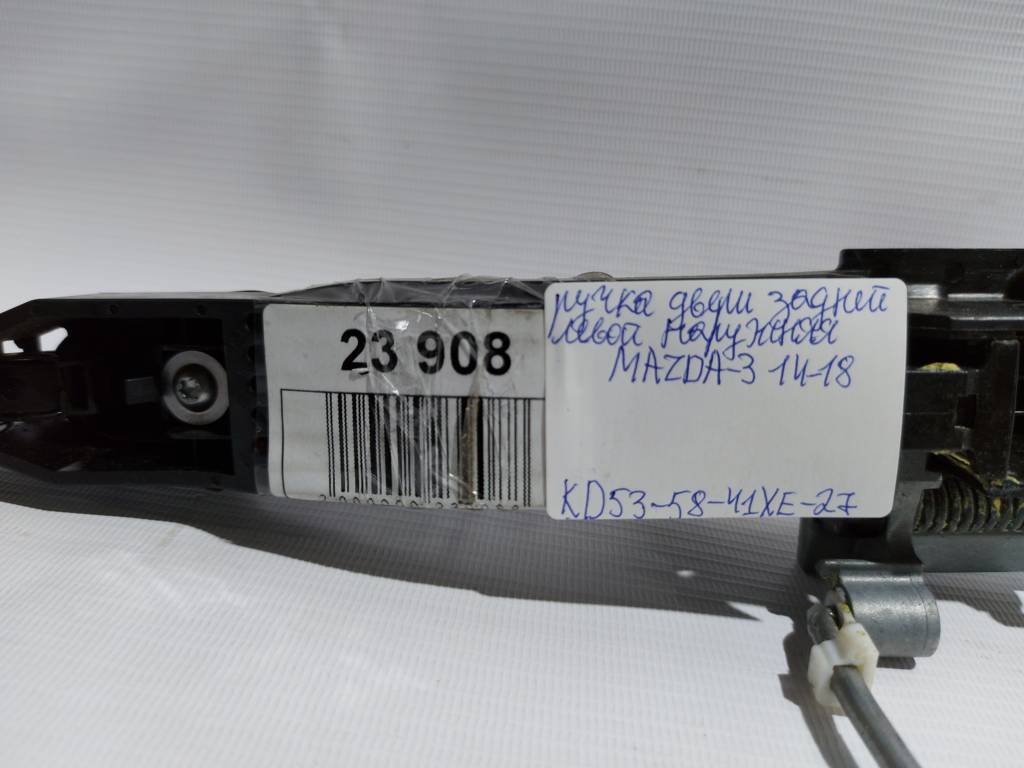 23 908
ручка двери задней
левой наружная
MAZDA-3 14-18
KD53-58-41XE-27